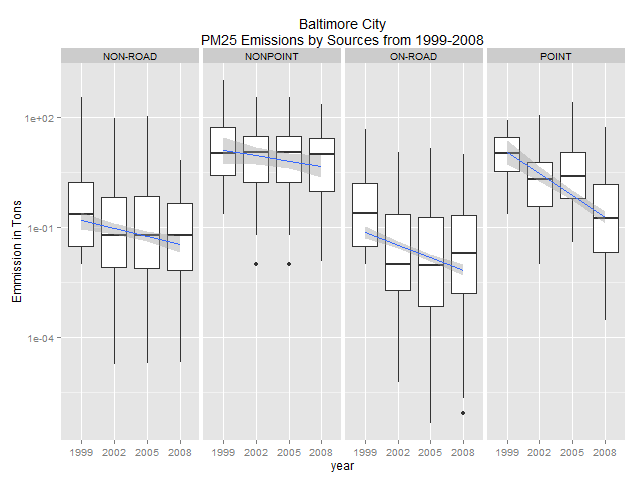 Baltimore City
PM25 Emissions by Sources from 1999-2008
NON-ROAD NONPOINT ON-ROAD POINT
Emmission in Tons
1e+02
1e-01
1e-04
1999 2002 2005 2008 1999 2002 2005 2008 1999 2002 2005 2008 1999 2002 2005 2008
year